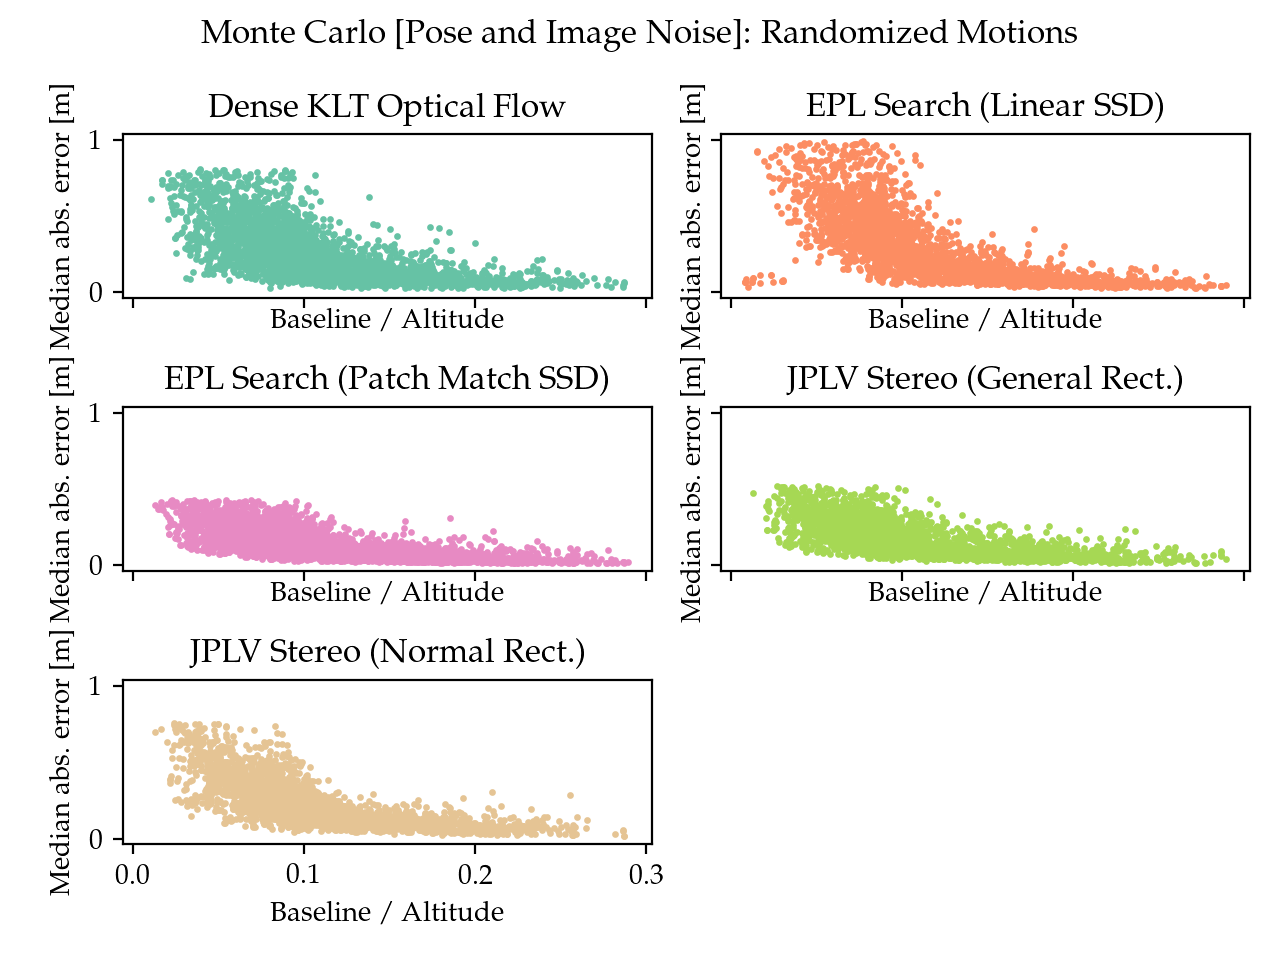 Monte Carlo [Pose and Image Noise]: Randomized Motions
Dense KLT Optical Flow
Median abs. error [m]
1
0
Baseline / Altitude
EPL Search (Linear SSD)
Median abs. error [m]
Baseline / Altitude
EPL Search (Patch Match SSD)
Median abs. error [m]
1
0
Baseline / Altitude
JPLV Stereo (General Rect.)
Median abs. error [m]
Baseline / Altitude
JPLV Stereo (Normal Rect.)
Median abs. error [m]
1
0
0.0 0.1 0.2 0.3
Baseline / Altitude